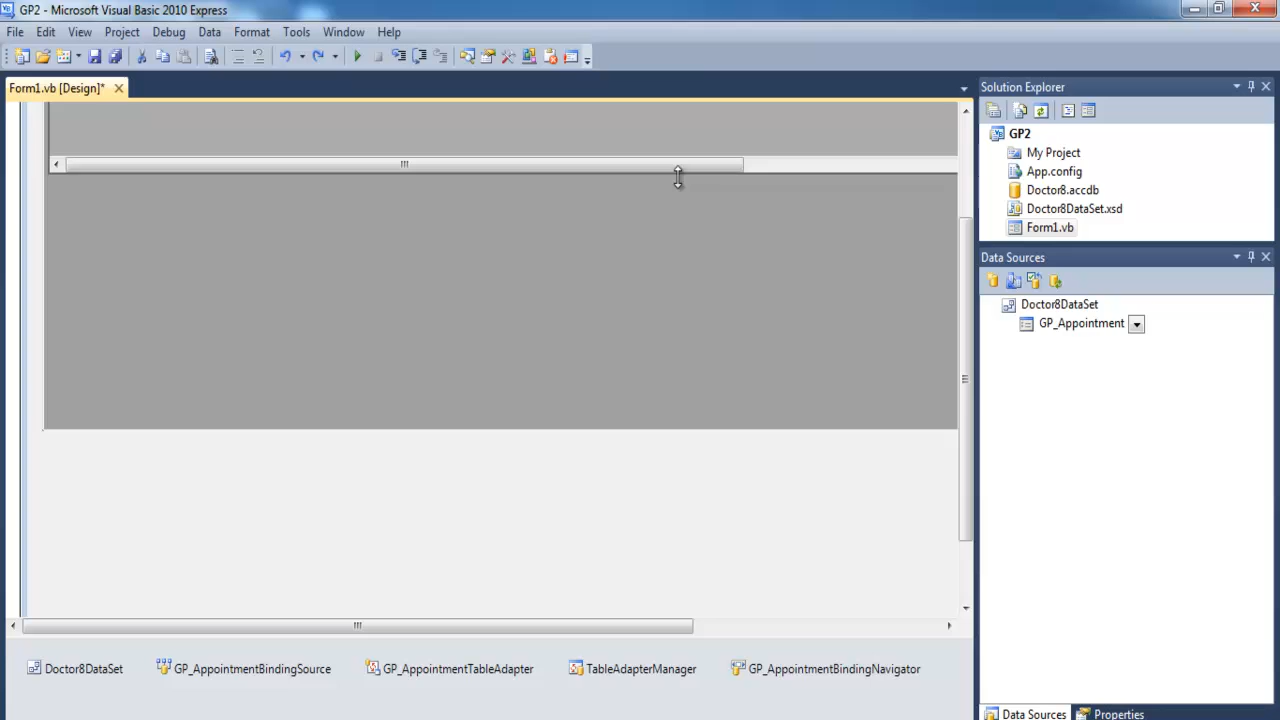 GP2 - Microsoft Visual Basic 2010 Express
File Edit View Project Debug Data Format Tools Window Help
Form1.vb [Design]*
Solution Explorer
GP2
My Project
App.config
Doctor8.accdb
Doctor8DataSet.xsd
Form1.vb
Data Sources
Doctor8DataSet
GP_Appointment
Doctor8DataSet GP_AppointmentBindingSource GP_AppointmentTableAdapter TableAdapterManager GP_AppointmentBindingNavigator
Data Sources Properties